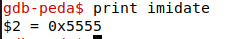 gdb-peda$ print imidate
$2 = 0x5555